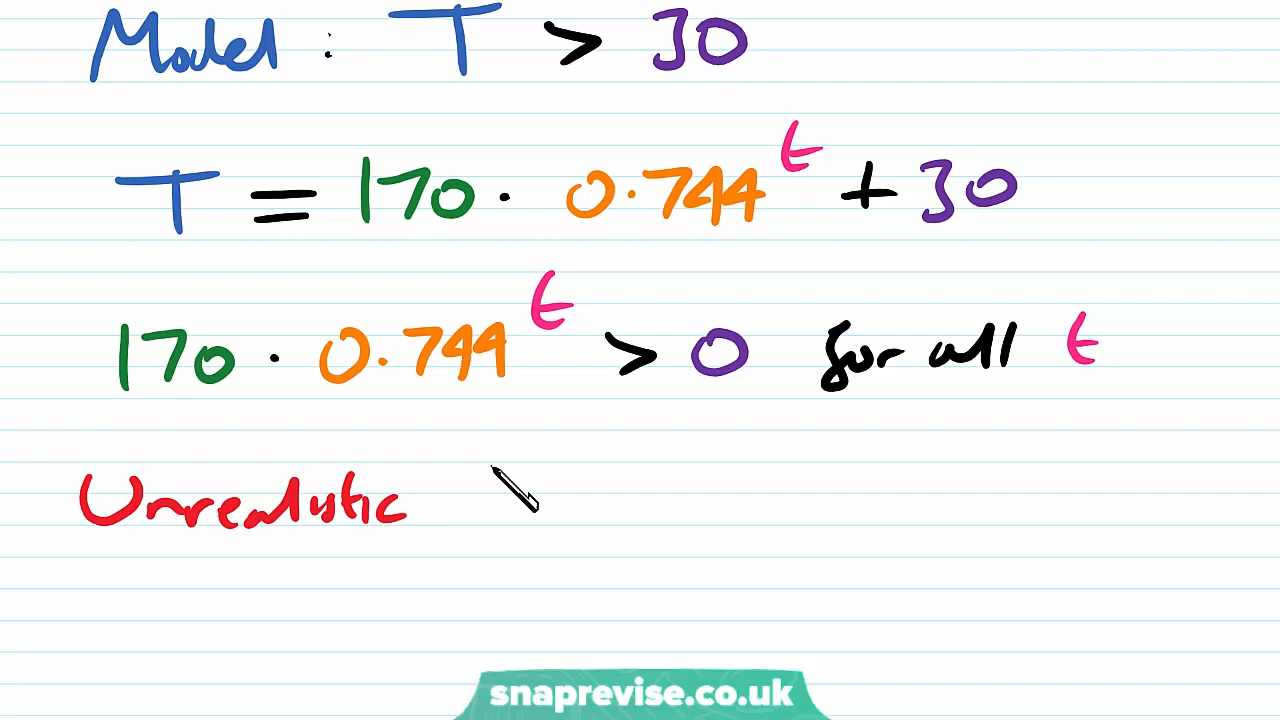 Model : T > 30
T = 170 · 0.744^t + 30
170 · 0.744^t > 0 for all t
Unrealistic
snaprevise.co.uk